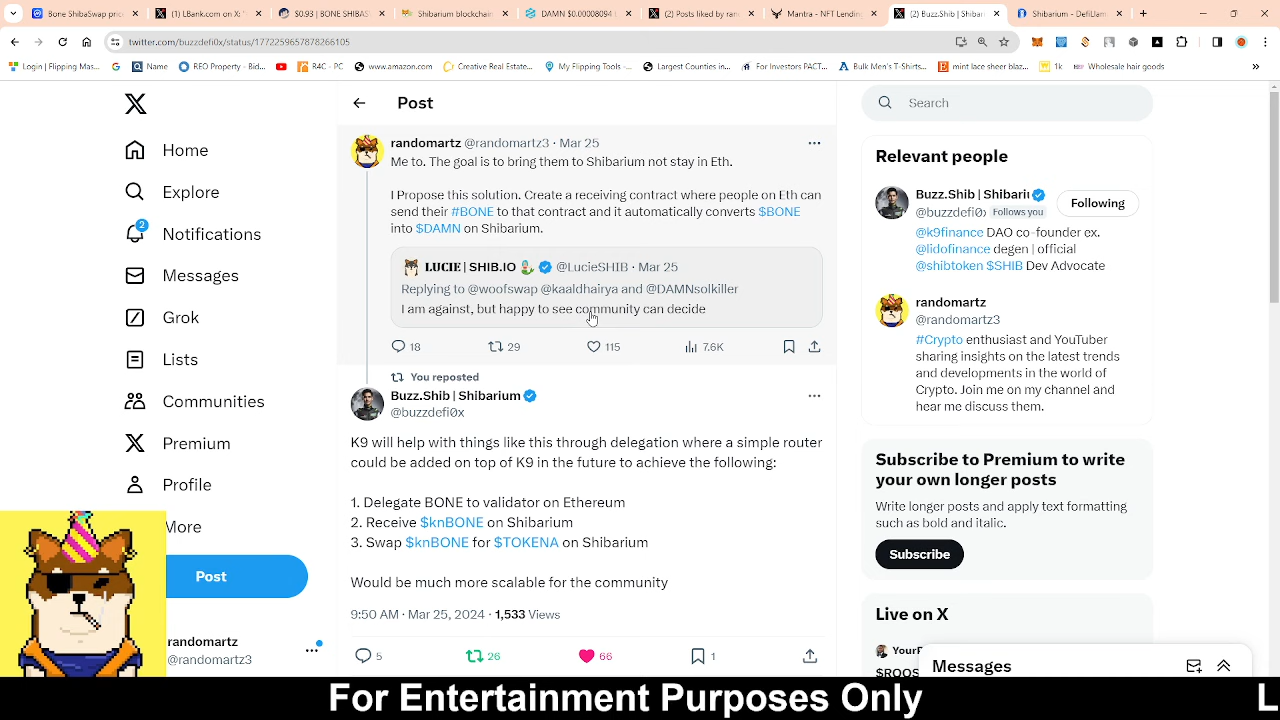 Bone ShibaSwap pro
(1) LBank.com on X: "
$0.93 | BONE SHIBAS
Shibarium blockchain
DAMN $0.00008094 |
(2) Posts liked by ran
Mantra - NFT Lending
(2) Buzz.Shib | Shibari
Shibarium - DefiLlam
twitter.com/buzzdefi0x/status/1772259657878266105
Login | Flipping Mas...
Name
REO Property - Bid...
R4C - PC
www.amazon.com
Creative Real Estate...
My Flipping Tools -...
Largest Counties in...
For Investors PACT...
Bulk Men's T-Shirts...
mint lace sheer blaz...
1k
Wholesale hair goods
Post
Search
Home
Explore
2
Notifications
Messages
Grok
Lists
Communities
Premium
Profile
More
Post
randomartz
@randomartz3
randomartz @randomartz3 · Mar 25
Me to. The goal is to bring them to Shibarium not stay in Eth.
I Propose this solution. Create a receiving contract where people on Eth can
send their #BONE to that contract and it automatically converts $BONE
into $DAMN on Shibarium.
LUCIE | SHIB.IO @LucieSHIB · Mar 25
Replying to @woofswap @kaaldhairya and @DAMNsolkiller
I am against, but happy to see community can decide
18 29 115 7.6K
You reposted
Buzz.Shib | Shibarium
@buzzdefi0x
K9 will help with things like this through delegation where a simple router
could be added on top of K9 in the future to achieve the following:
1. Delegate BONE to validator on Ethereum
2. Receive $knBONE on Shibarium
3. Swap $knBONE for $TOKENA on Shibarium
Would be much more scalable for the community
9:50 AM · Mar 25, 2024 · 1,533 Views
5 26 66 1
Relevant people
Buzz.Shib | Shibariu
@buzzdefi0x Follows you
Following
@k9finance DAO co-founder ex.
@lidofinance degen | official
@shibtoken $SHIB Dev Advocate
randomartz
@randomartz3
#Crypto enthusiast and YouTuber
sharing insights on the latest trends
and developments in the world of
Crypto. Join me on my channel and
hear me discuss them.
Subscribe to Premium to write
your own longer posts
Write longer posts and apply text formatting
such as bold and italic.
Subscribe
Live on X
$ROOS
Messages
For Entertainment Purposes Only
L